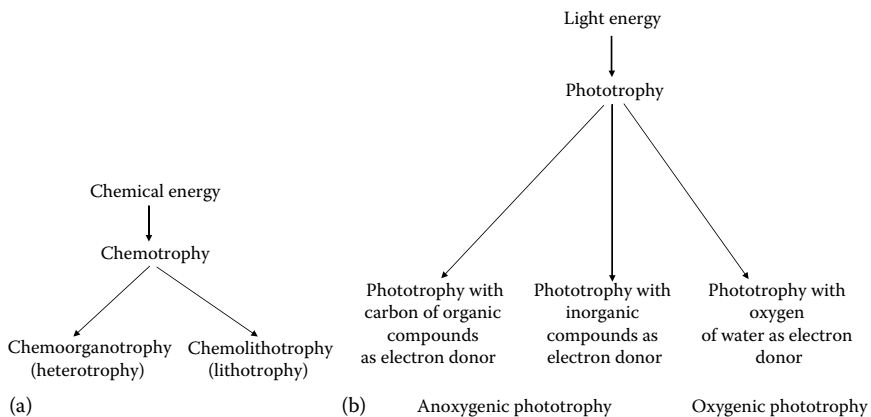 Chemical energy
Chemotrophy
Chemoorganotrophy
(heterotrophy)
Chemolithotrophy
(lithotrophy)
(a)
Light energy
Phototrophy
Phototrophy with
carbon of organic
compounds
as electron donor
Phototrophy with
inorganic
compounds as
electron donor
Phototrophy with
oxygen
of water as electron
donor
(b)
Anoxygenic phototrophy
Oxygenic phototrophy